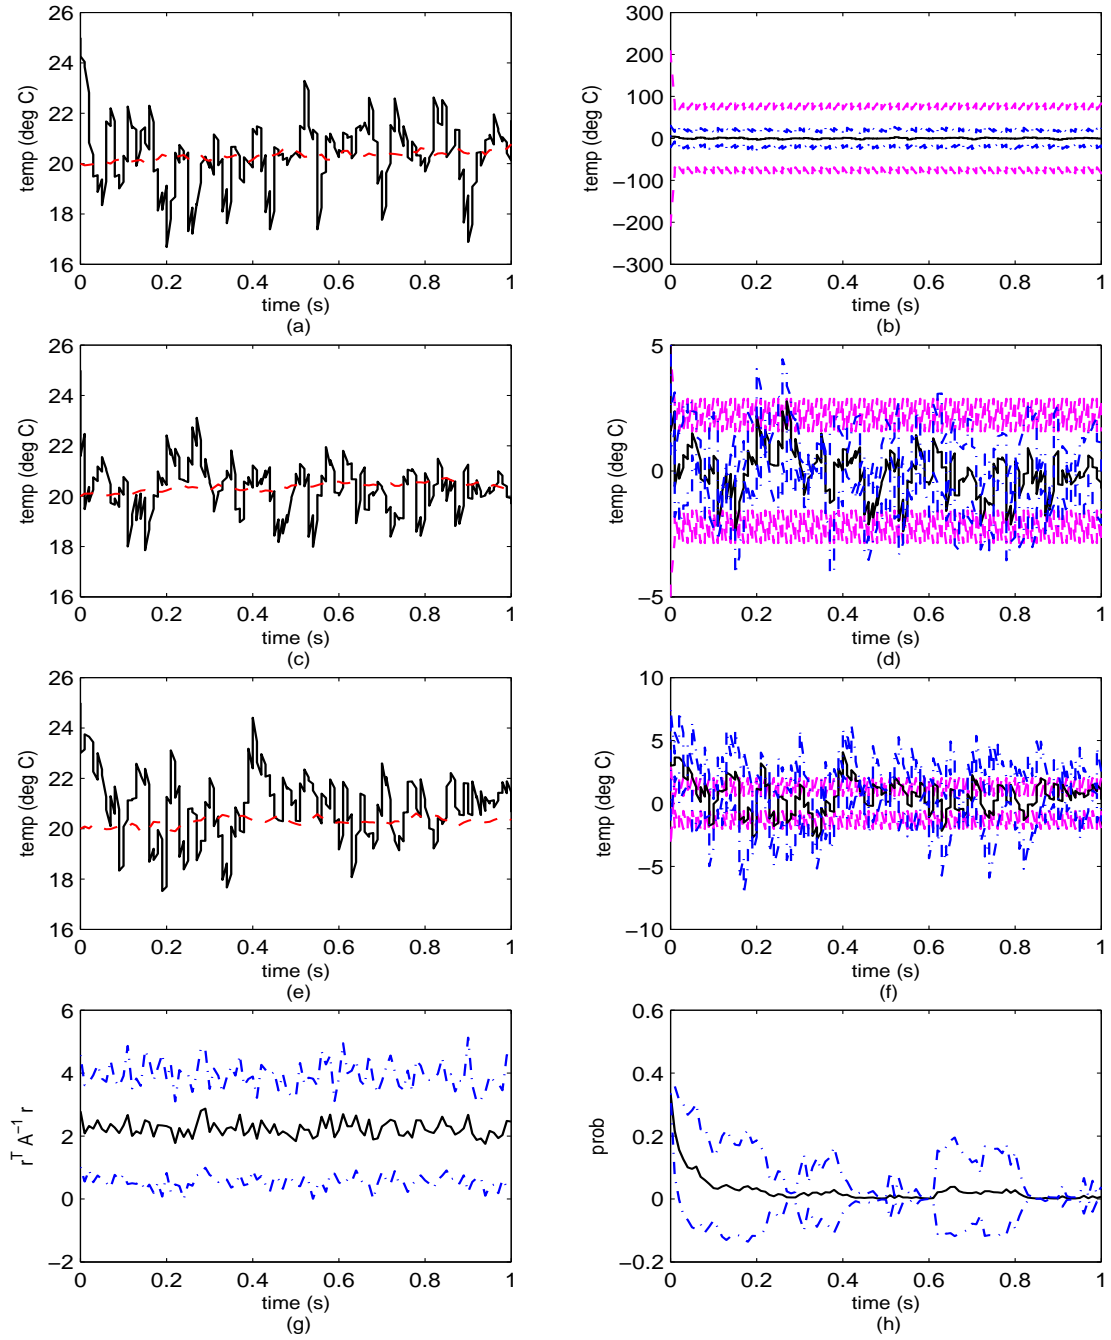 26
24
22
20
18
16
temp (deg C)
0 0.2 0.4 0.6 0.8 1
time (s)
(a)
300
200
100
0
−100
−200
−300
temp (deg C)
0 0.2 0.4 0.6 0.8 1
time (s)
(b)
26
24
22
20
18
16
temp (deg C)
0 0.2 0.4 0.6 0.8 1
time (s)
(c)
5
0
−5
temp (deg C)
0 0.2 0.4 0.6 0.8 1
time (s)
(d)
26
24
22
20
18
16
temp (deg C)
0 0.2 0.4 0.6 0.8 1
time (s)
(e)
10
5
0
−5
−10
temp (deg C)
0 0.2 0.4 0.6 0.8 1
time (s)
(f)
6
4
2
0
−2
r^T A^−1 r
0 0.2 0.4 0.6 0.8 1
time (s)
(g)
0.6
0.4
0.2
0
−0.2
prob
0 0.2 0.4 0.6 0.8 1
time (s)
(h)